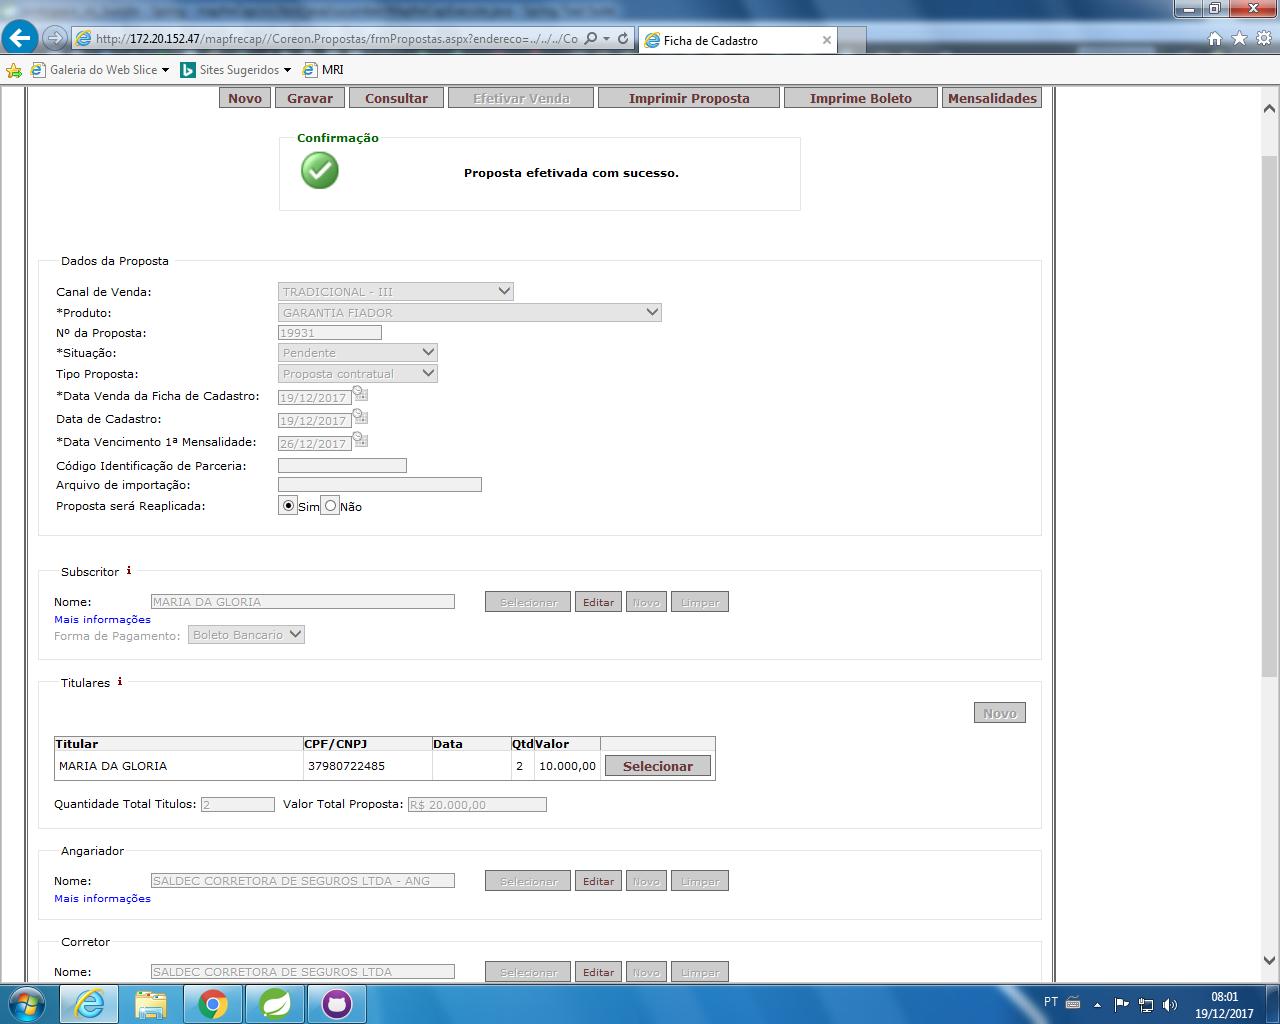 http://172.20.152.47/mapfrecap//Coreon.Propostas/frmPropostas.aspx?endereco=../../../Co
Ficha de Cadastro
Galeria do Web Slice
Sites Sugeridos
MRI
Novo Gravar Consultar Efetivar Venda Imprimir Proposta Imprime Boleto Mensalidades
Confirmação
Proposta efetivada com sucesso.
Dados da Proposta
Canal de Venda: TRADICIONAL - III
*Produto: GARANTIA FIADOR
Nº da Proposta: 19931
*Situação: Pendente
Tipo Proposta: Proposta contratual
*Data Venda da Ficha de Cadastro: 19/12/2017
Data de Cadastro: 19/12/2017
*Data Vencimento 1ª Mensalidade: 26/12/2017
Código Identificação de Parceria:
Arquivo de importação:
Proposta será Reaplicada: Sim Não
Subscritor i
Nome: MARIA DA GLORIA Selecionar Editar Novo Limpar
Mais informações
Forma de Pagamento: Boleto Bancario
Titulares i
Novo
Titular CPF/CNPJ Data Qtd Valor
MARIA DA GLORIA 37980722485 2 10.000,00 Selecionar
Quantidade Total Titulos: 2 Valor Total Proposta: R$ 20.000,00
Angariador
Nome: SALDEC CORRETORA DE SEGUROS LTDA - ANG Selecionar Editar Novo Limpar
Mais informações
Corretor
Nome: SALDEC CORRETORA DE SEGUROS LTDA Selecionar Editar Novo Limpar
PT
08:01
19/12/2017